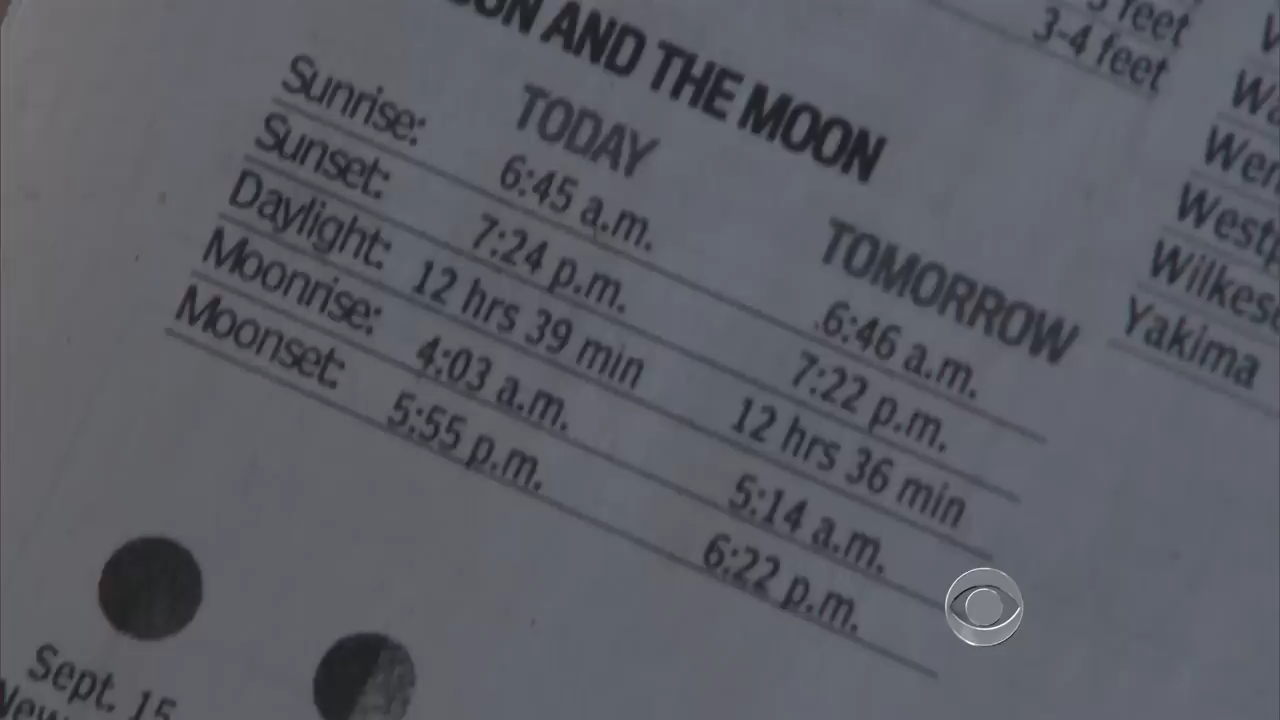 AND THE MOON
TODAY TOMORROW
Sunrise: 6:45 a.m. 6:46 a.m.
Sunset: 7:24 p.m. 7:22 p.m.
Daylight: 12 hrs 39 min 12 hrs 36 min
Moonrise: 4:03 a.m. 5:14 a.m.
Moonset: 5:55 p.m. 6:22 p.m.
Sept. 15
New
feet
3-4 feet
Wilkes
Yakima